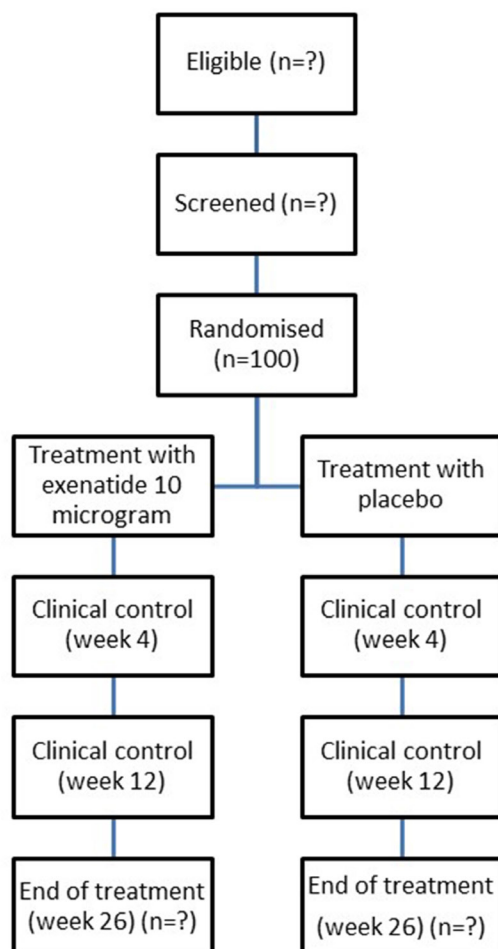 Eligible (n=?)
Screened (n=?)
Randomised
(n=100)
Treatment with
exenatide 10
microgram
Treatment with
placebo
Clinical control
(week 4)
Clinical control
(week 4)
Clinical control
(week 12)
Clinical control
(week 12)
End of treatment
(week 26) (n=?)
End of treatment
(week 26) (n=?)